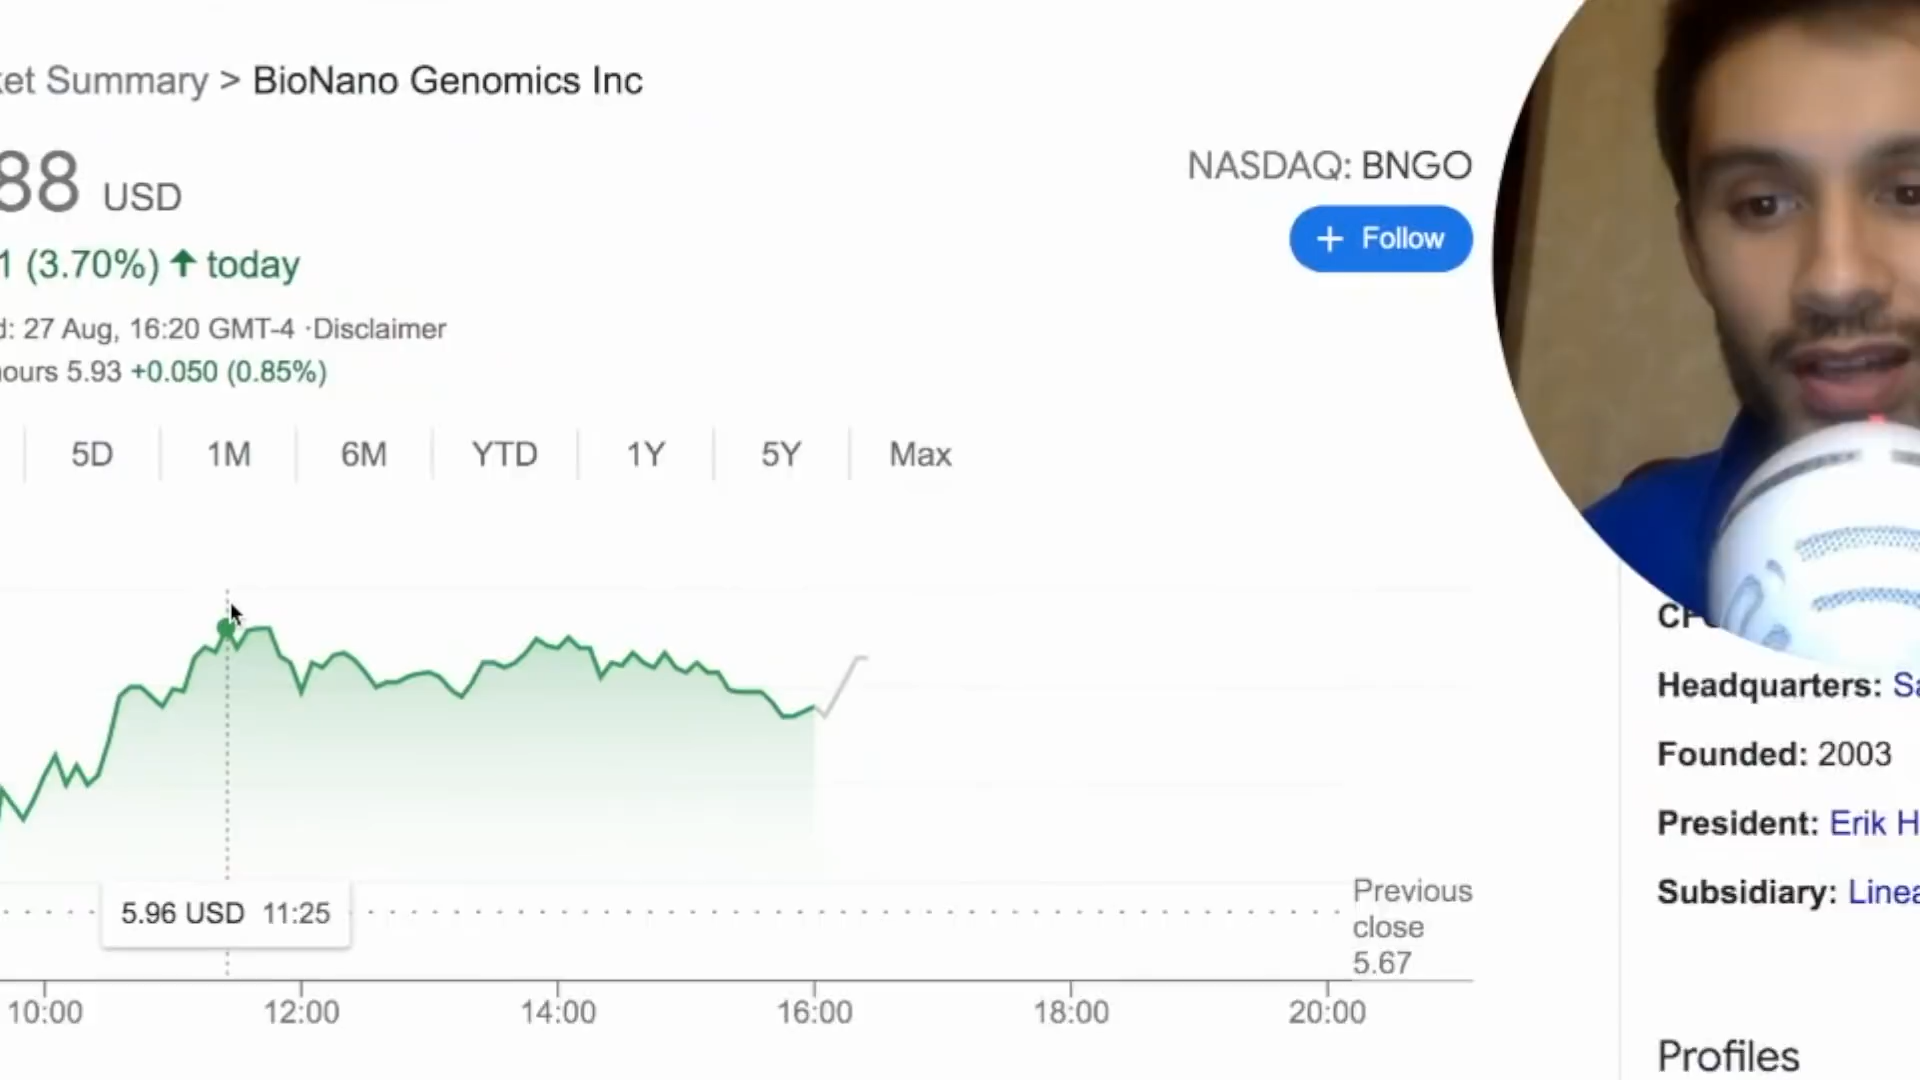 ket Summary > BioNano Genomics Inc
88 USD
NASDAQ: BNGO
+ Follow
1 (3.70%) ↑ today
d: 27 Aug, 16:20 GMT-4 ·Disclaimer
hours 5.93 +0.050 (0.85%)
5D 1M 6M YTD 1Y 5Y Max
5.96 USD 11:25
Previous
close
5.67
10:00 12:00 14:00 16:00 18:00 20:00
Headquarters: Sa
Founded: 2003
President: Erik H
Subsidiary: Linea
Profiles